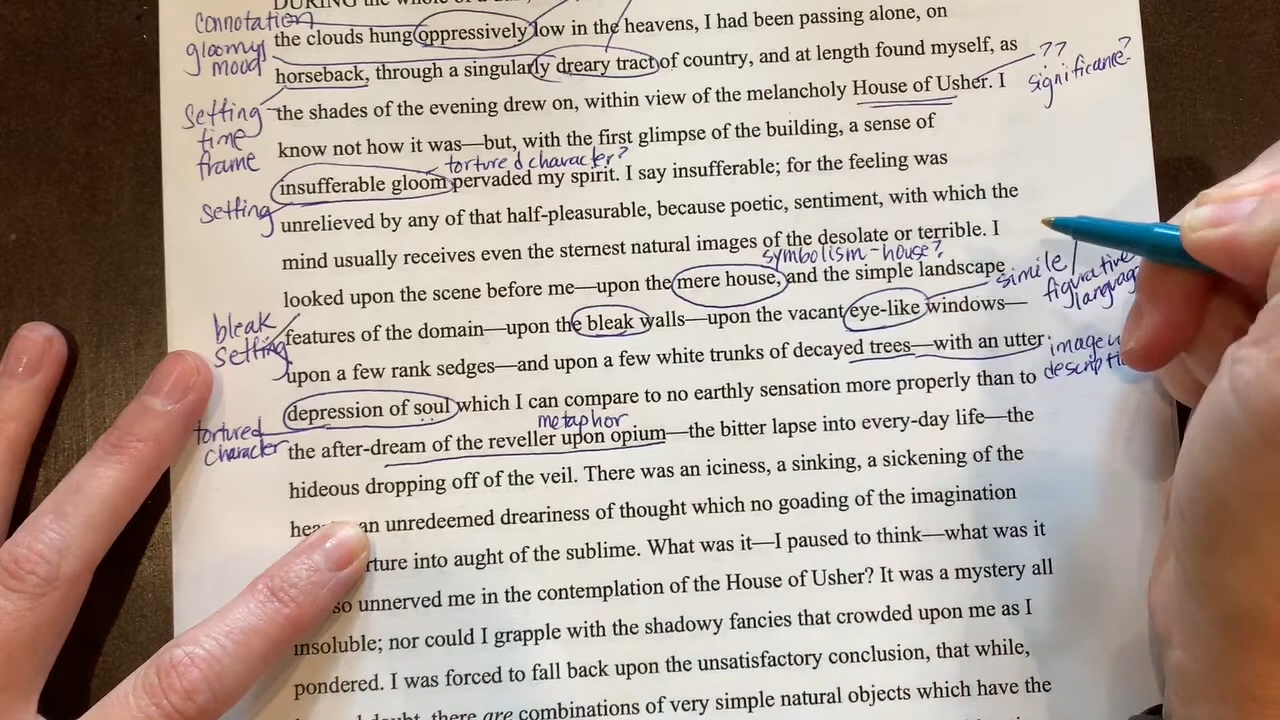 DURING the whole of a
connotation
the clouds hung oppressively low in the heavens, I had been passing alone, on
gloomy
mood
horseback, through a singularly dreary tract of country, and at length found myself, as
??
significance?
Setting
time
frame
the shades of the evening drew on, within view of the melancholy House of Usher. I
know not how it was—but, with the first glimpse of the building, a sense of
tortured character?
insufferable gloom pervaded my spirit. I say insufferable; for the feeling was
setting
unrelieved by any of that half-pleasurable, because poetic, sentiment, with which the
mind usually receives even the sternest natural images of the desolate or terrible. I
symbolism-house?
looked upon the scene before me—upon the mere house, and the simple landscape
simile
figurative
language
bleak
setting
features of the domain—upon the bleak walls—upon the vacant eye-like windows—
upon a few rank sedges—and upon a few white trunks of decayed trees—with an utter
depression of soul which I can compare to no earthly sensation more properly than to
metaphor
tortured
character
the after-dream of the reveller upon opium—the bitter lapse into every-day life—the
hideous dropping off of the veil. There was an iciness, a sinking, a sickening of the
an unredeemed dreariness of thought which no goading of the imagination
into aught of the sublime. What was it—I paused to think—what was it
so unnerved me in the contemplation of the House of Usher? It was a mystery all
insoluble; nor could I grapple with the shadowy fancies that crowded upon me as I
pondered. I was forced to fall back upon the unsatisfactory conclusion, that while,
doubt, there are combinations of very simple natural objects which have the